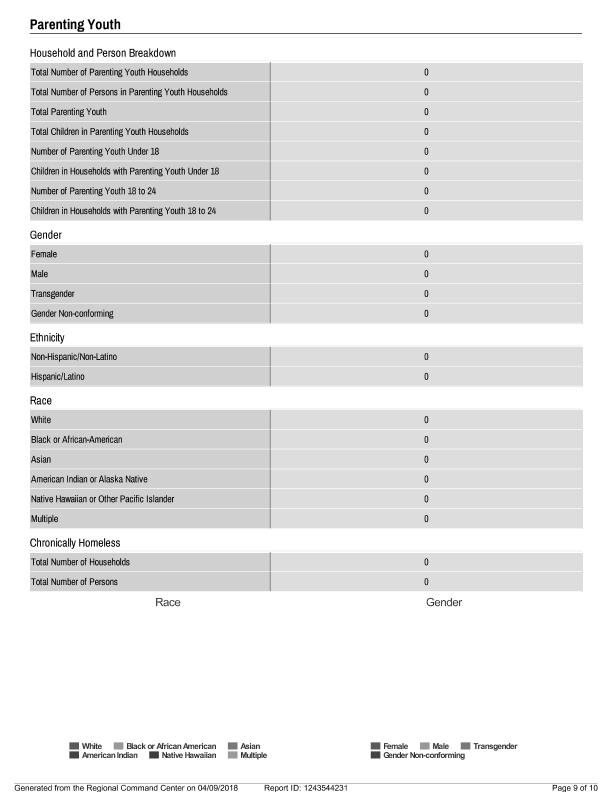 Parenting Youth
Household and Person Breakdown
Total Number of Parenting Youth Households 0
Total Number of Persons in Parenting Youth Households 0
Total Parenting Youth 0
Total Children in Parenting Youth Households 0
Number of Parenting Youth Under 18 0
Children in Households with Parenting Youth Under 18 0
Number of Parenting Youth 18 to 24 0
Children in Households with Parenting Youth 18 to 24 0
Gender
Female 0
Male 0
Transgender 0
Gender Non-conforming 0
Ethnicity
Non-Hispanic/Non-Latino 0
Hispanic/Latino 0
Race
White 0
Black or African-American 0
Asian 0
American Indian or Alaska Native 0
Native Hawaiian or Other Pacific Islander 0
Multiple 0
Chronically Homeless
Total Number of Households 0
Total Number of Persons 0
Race Gender
White Black or African American Asian Female Male Transgender
American Indian Native Hawaiian Multiple Gender Non-conforming
Generated from the Regional Command Center on 04/09/2018 Report ID: 1243544231 Page 9 of 10